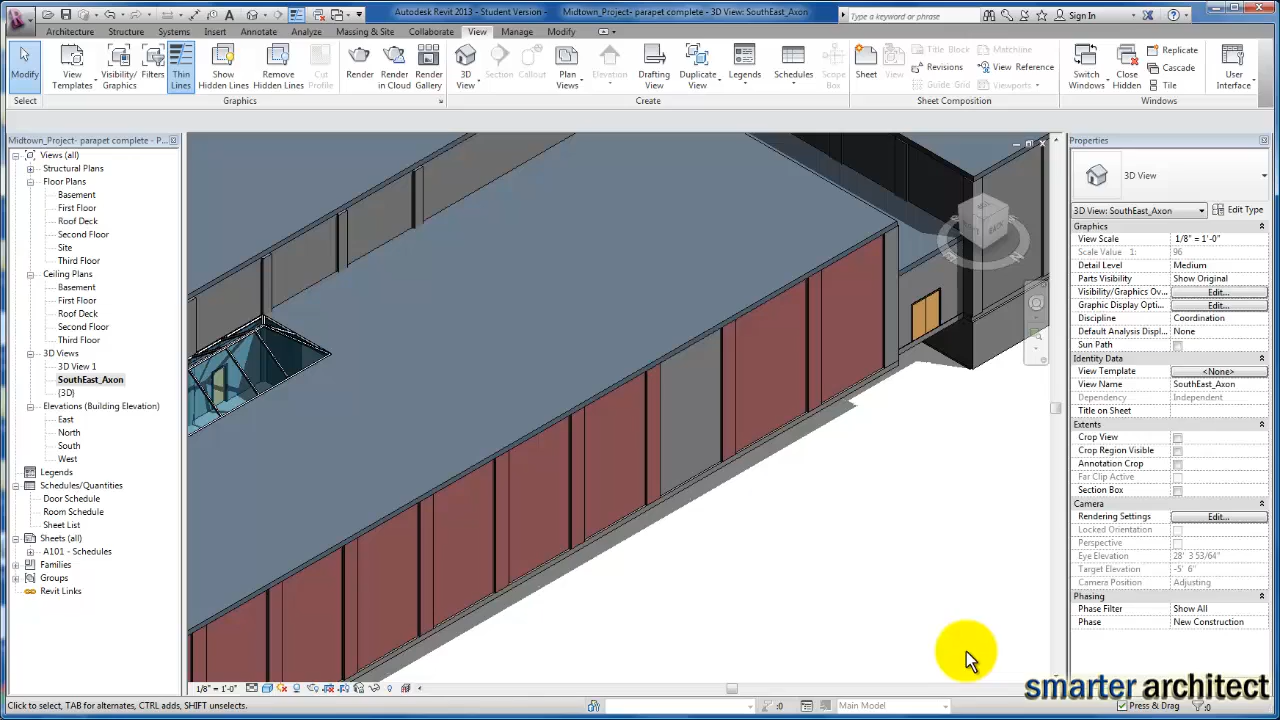 Autodesk Revit 2013 - Student Version - Midtown_Project- parapet complete - 3D View: SouthEast_Axon
Type a keyword or phrase
Sign In
Architecture Structure Systems Insert Annotate Analyze Massing & Site Collaborate View Manage Modify
Modify
View Templates
Visibility/ Graphics
Filters
Thin Lines
Show Hidden Lines
Remove Hidden Lines
Cut Profile
Render
Render in Cloud
Render Gallery
3D View
Section
Callout
Plan Views
Elevation
Drafting View
Duplicate View
Legends
Schedules
Scope Box
Sheet
View
Title Block
Revisions
Guide Grid
Matchline
View Reference
Viewports
Switch Windows
Close Hidden
Replicate
Cascade
Tile
User Interface
Select Graphics Create Sheet Composition Windows
Midtown_Project- parapet complete - P...
Views (all)
Structural Plans
Floor Plans
Basement
First Floor
Roof Deck
Second Floor
Site
Third Floor
Ceiling Plans
Basement
First Floor
Roof Deck
Second Floor
Third Floor
3D Views
3D View 1
SouthEast_Axon
{3D}
Elevations (Building Elevation)
East
North
South
West
Legends
Schedules/Quantities
Door Schedule
Room Schedule
Sheet List
Sheets (all)
A101 - Schedules
Families
Groups
Revit Links
Properties
3D View
3D View: SouthEast_Axon Edit Type
Graphics
View Scale 1/8" = 1'-0"
Scale Value 1: 96
Detail Level Medium
Parts Visibility Show Original
Visibility/Graphics Ov... Edit...
Graphic Display Opti... Edit...
Discipline Coordination
Default Analysis Displ... None
Sun Path
Identity Data
View Template <None>
View Name SouthEast_Axon
Dependency Independent
Title on Sheet
Extents
Crop View
Crop Region Visible
Annotation Crop
Far Clip Active
Section Box
Camera
Rendering Settings Edit...
Locked Orientation
Perspective
Eye Elevation 28' 3 53/64"
Target Elevation -5' 6"
Camera Position Adjusting
Phasing
Phase Filter Show All
Phase New Construction
1/8" = 1'-0"
smarter architect
Click to select, TAB for alternates, CTRL adds, SHIFT unselects.
:0
Main Model
Press & Drag
:0